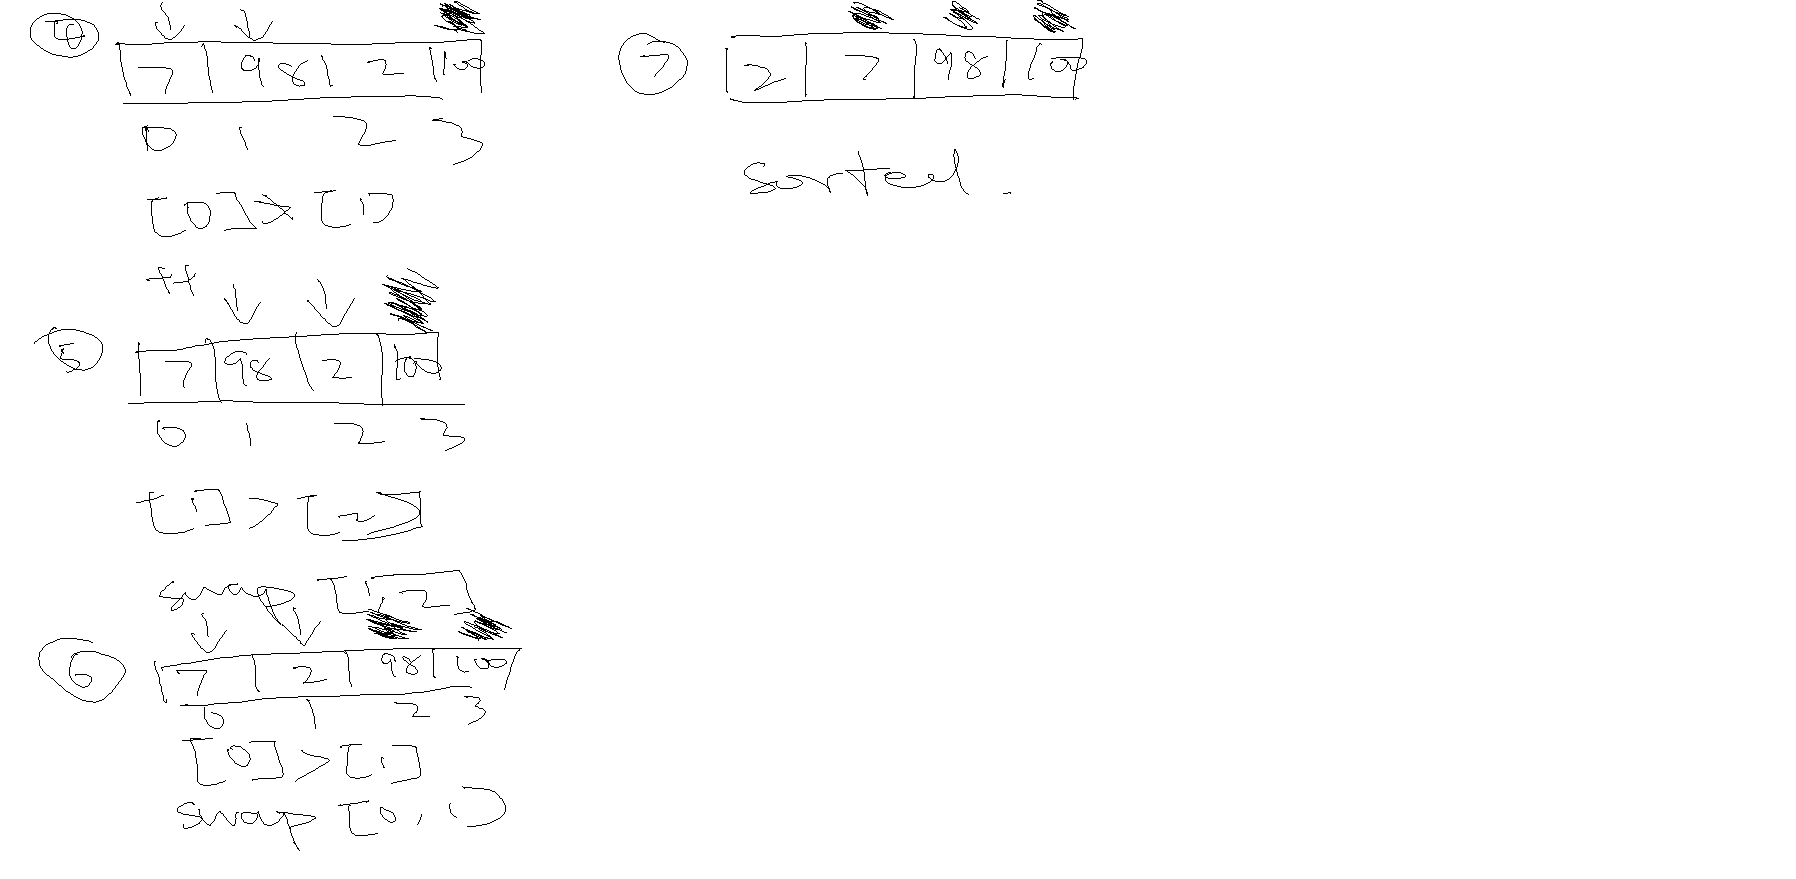 4
7 98 2 100
0 1 2 3
[0] ≯ [1]
++
5
7 98 2 100
0 1 2 3
[1] > [2]
swap [1, 2]
6
7 2 98 100
0 1 2 3
[0] > [1]
swap [0, 1]
7
2 7 98 100
sorted.